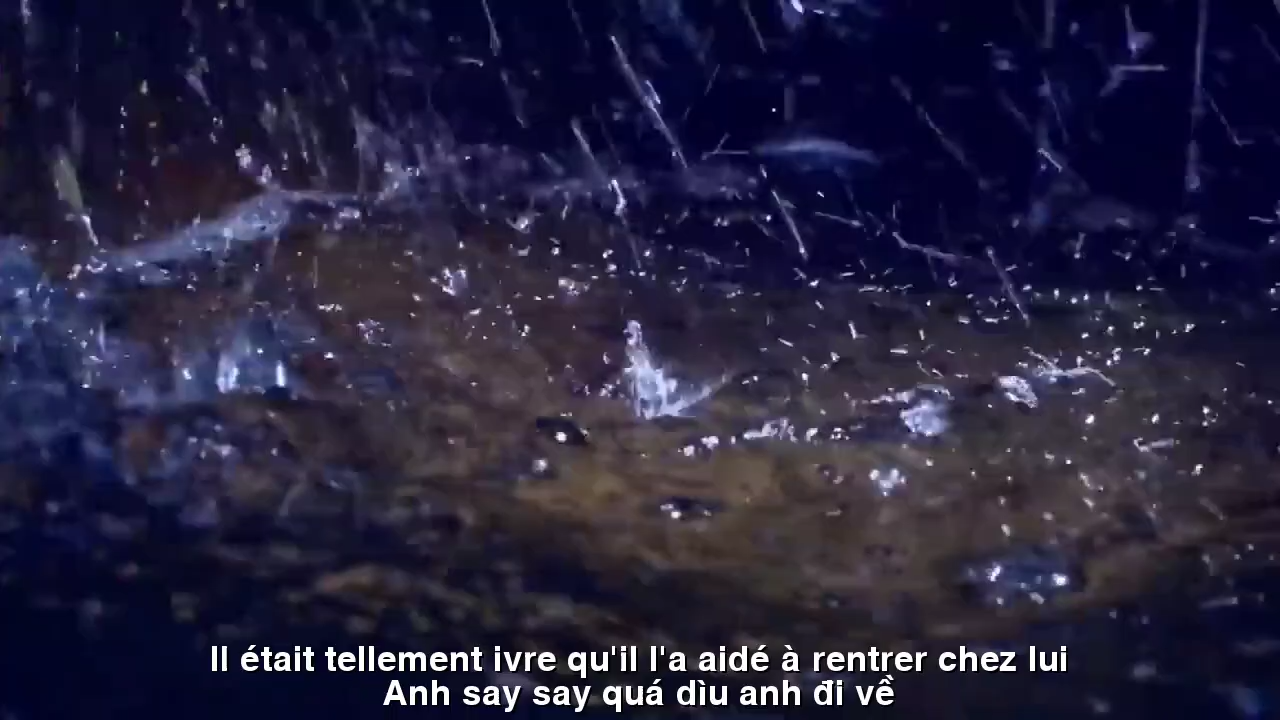 Il était tellement ivre qu'il l'a aidé à rentrer chez lui
Anh say say quá dìu anh đi về